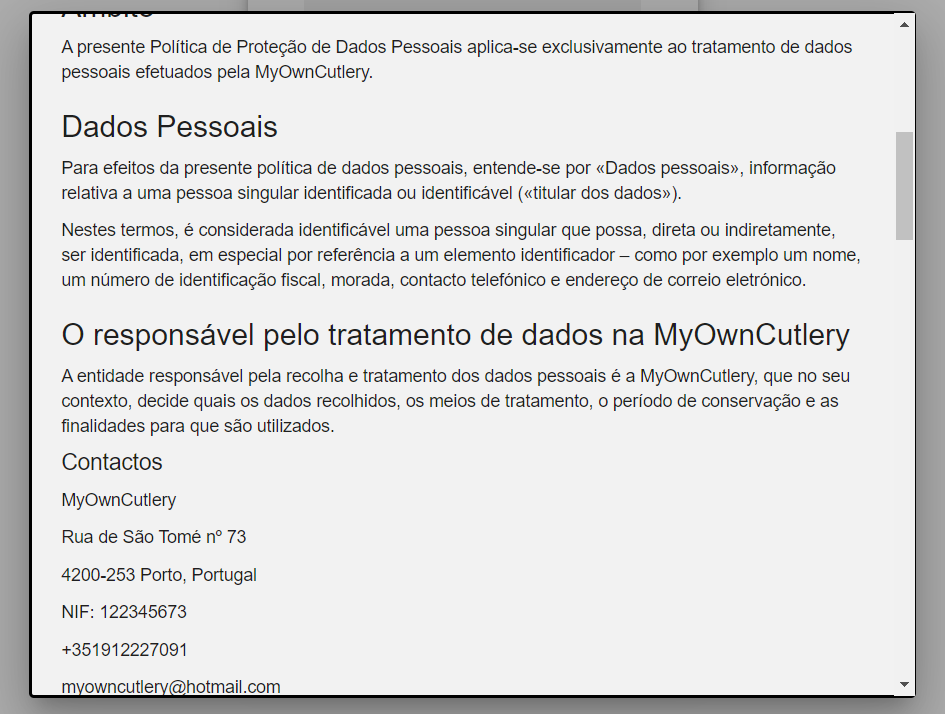 Âmbito
A presente Política de Proteção de Dados Pessoais aplica-se exclusivamente ao tratamento de dados
pessoais efetuados pela MyOwnCutlery.
Dados Pessoais
Para efeitos da presente política de dados pessoais, entende-se por «Dados pessoais», informação
relativa a uma pessoa singular identificada ou identificável («titular dos dados»).
Nestes termos, é considerada identificável uma pessoa singular que possa, direta ou indiretamente,
ser identificada, em especial por referência a um elemento identificador – como por exemplo um nome,
um número de identificação fiscal, morada, contacto telefónico e endereço de correio eletrónico.
O responsável pelo tratamento de dados na MyOwnCutlery
A entidade responsável pela recolha e tratamento dos dados pessoais é a MyOwnCutlery, que no seu
contexto, decide quais os dados recolhidos, os meios de tratamento, o período de conservação e as
finalidades para que são utilizados.
Contactos
MyOwnCutlery
Rua de São Tomé nº 73
4200-253 Porto, Portugal
NIF: 122345673
+351912227091
myowncutlery@hotmail.com